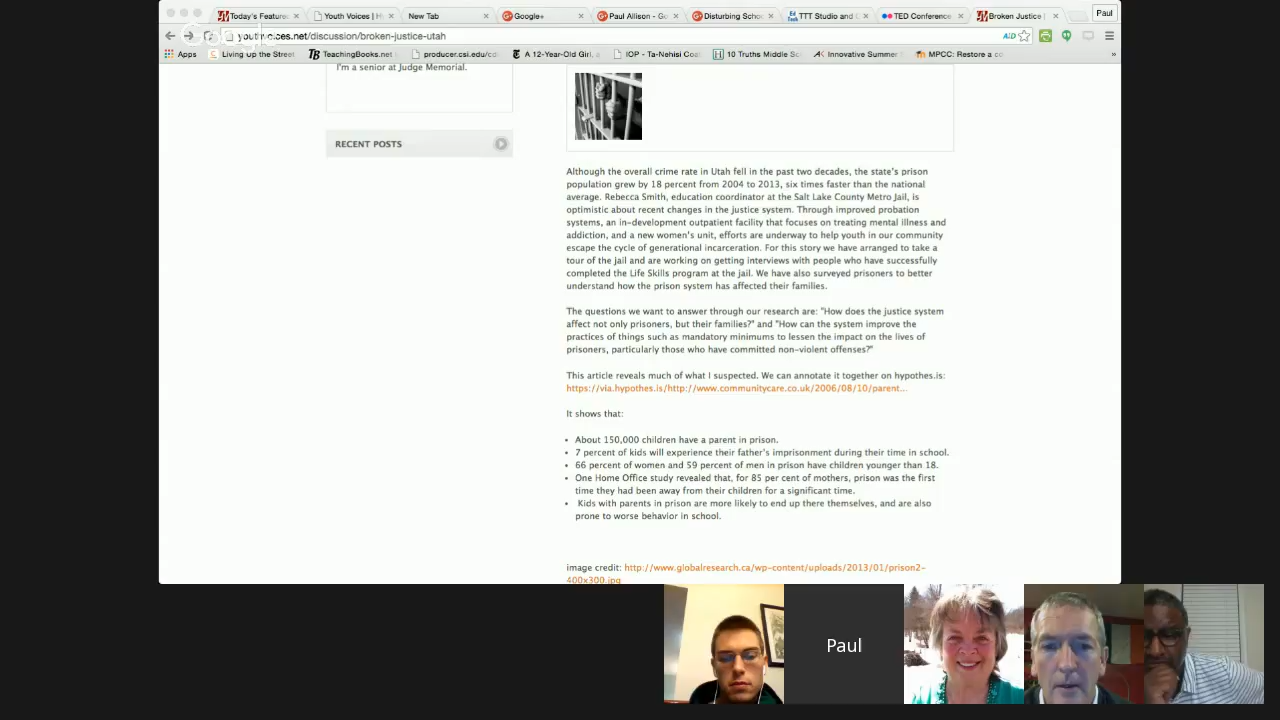 Today's Feature
Youth Voices | H
New Tab
Google+
Paul Allison - Go
Disturbing Scho
TTT Studio and
TED Conference
Broken Justice |
Paul
youthvoices.net/discussion/broken-justice-utah
Apps
Living up the Street
TeachingBooks.net
producer.csi.edu/cd
A 12-Year-Old Girl,
IOP - Ta-Nehisi Coa
10 Truths Middle
Innovative Summer
MPCC: Restore a co
»
I'm a senior at Judge Memorial.
RECENT POSTS
Although the overall crime rate in Utah fell in the past two decades, the state's prison
population grew by 18 percent from 2004 to 2013, six times faster than the national
average. Rebecca Smith, education coordinator at the Salt Lake County Metro Jail, is
optimistic about recent changes in the justice system. Through improved probation
systems, an in-development outpatient facility that focuses on treating mental illness and
addiction, and a new women's unit, efforts are underway to help youth in our community
escape the cycle of generational incarceration. For this story we have arranged to take a
tour of the jail and are working on getting interviews with people who have successfully
completed the Life Skills program at the jail. We have also surveyed prisoners to better
understand how the prison system has affected their families.
The questions we want to answer through our research are: "How does the justice system
affect not only prisoners, but their families?" and "How can the system improve the
practices of things such as mandatory minimums to lessen the impact on the lives of
prisoners, particularly those who have committed non-violent offenses?"
This article reveals much of what I suspected. We can annotate it together on hypothes.is:
https://via.hypothes.is/http://www.communitycare.co.uk/2006/08/10/parent...
It shows that:
• About 150,000 children have a parent in prison.
• 7 percent of kids will experience their father's imprisonment during their time in school.
• 66 percent of women and 59 percent of men in prison have children younger than 18.
• One Home Office study revealed that, for 85 per cent of mothers, prison was the first
time they had been away from their children for a significant time.
• Kids with parents in prison are more likely to end up there themselves, and are also
prone to worse behavior in school.
image credit: http://www.globalresearch.ca/wp-content/uploads/2013/01/prison2-
400x300.jpg
Paul